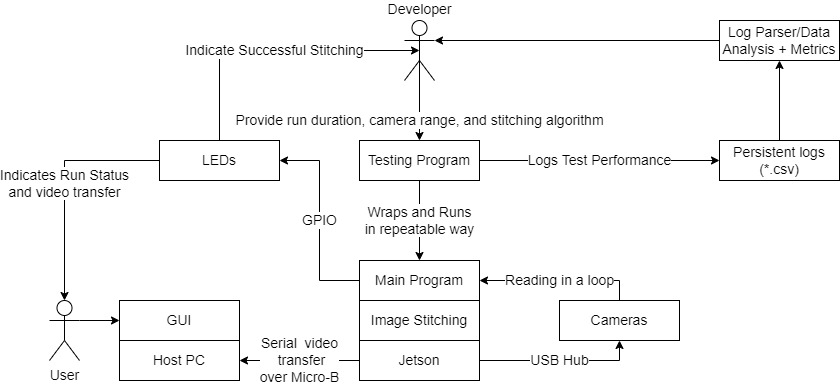 Developer
Log Parser/Data
Analysis + Metrics
Indicate Successful Stitching
Provide run duration, camera range, and stitching algorithm
LEDs
Testing Program
Logs Test Performance
Persistent logs
(*.csv)
Indicates Run Status
and video transfer
GPIO
Wraps and Runs
in repeatable way
Main Program
Reading in a loop
GUI
Image Stitching
Cameras
Host PC
Serial video
transfer
over Micro-B
Jetson
USB Hub
User